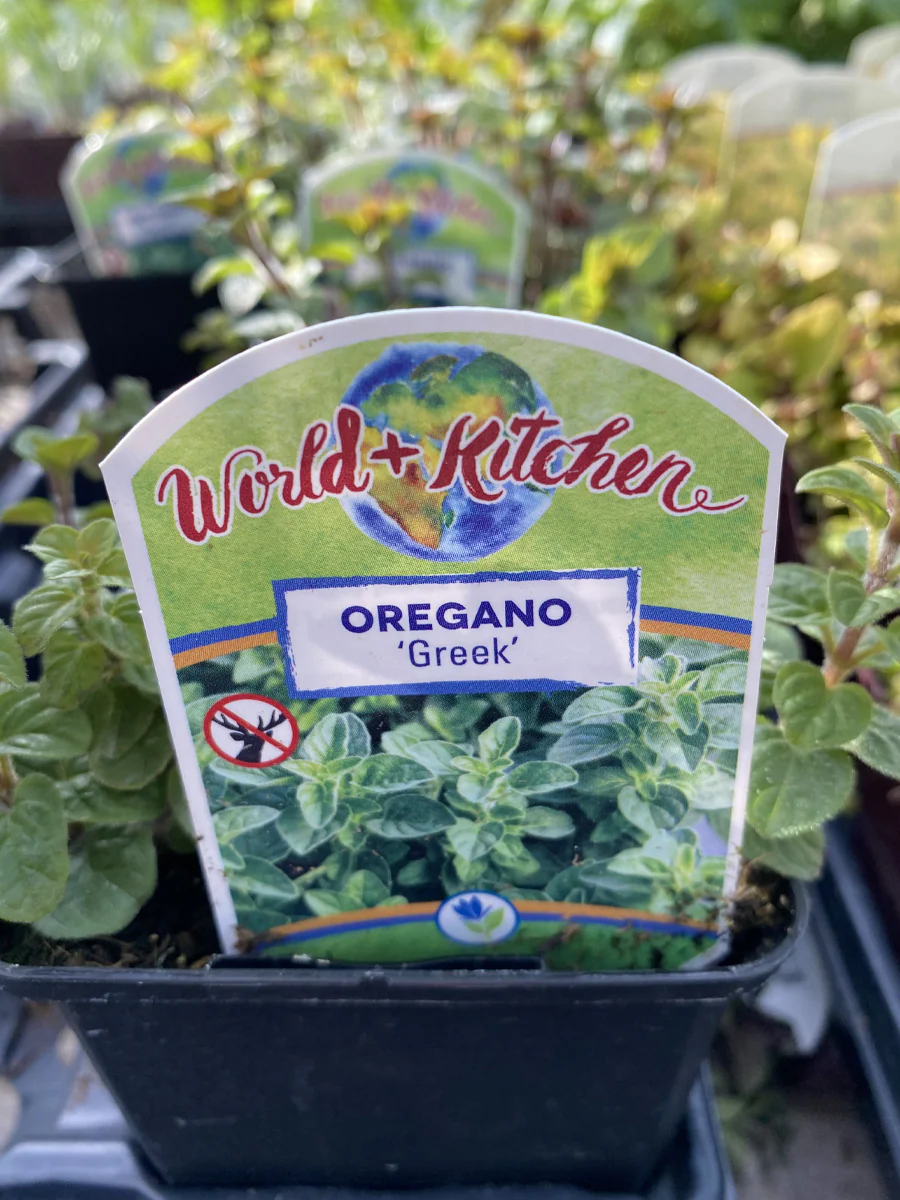 World + Kitchen
OREGANO
'Greek'